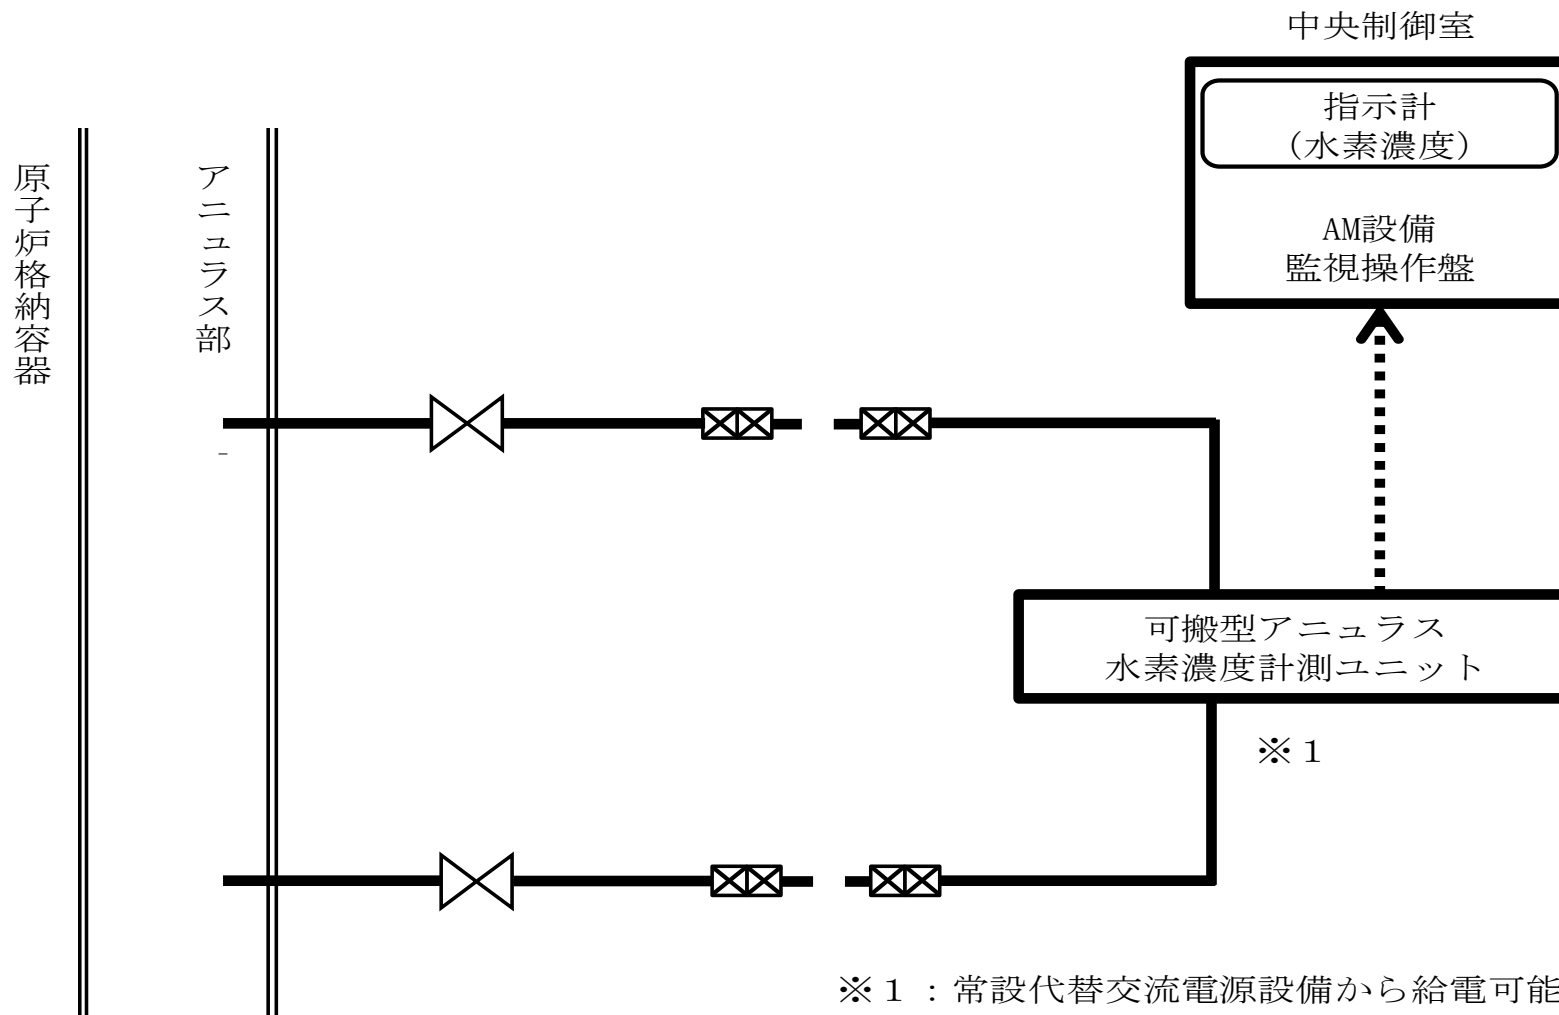 中央制御室
指示計
(水素濃度)
AM設備
監視操作盤
原子炉格納容器
アニュラス部
可搬型アニュラス
水素濃度計測ユニット
※１
※１：常設代替交流電源設備から給電可能